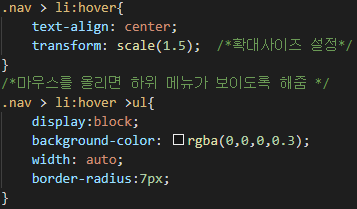 .nav > li:hover{
text-align: center;
transform: scale(1.5); /*확대사이즈 설정*/
}
/*마우스를 올리면 하위 메뉴가 보이도록 해줌 */
.nav > li:hover >ul{
display:block;
background-color: rgba(0,0,0,0.3);
width: auto;
border-radius:7px;
}